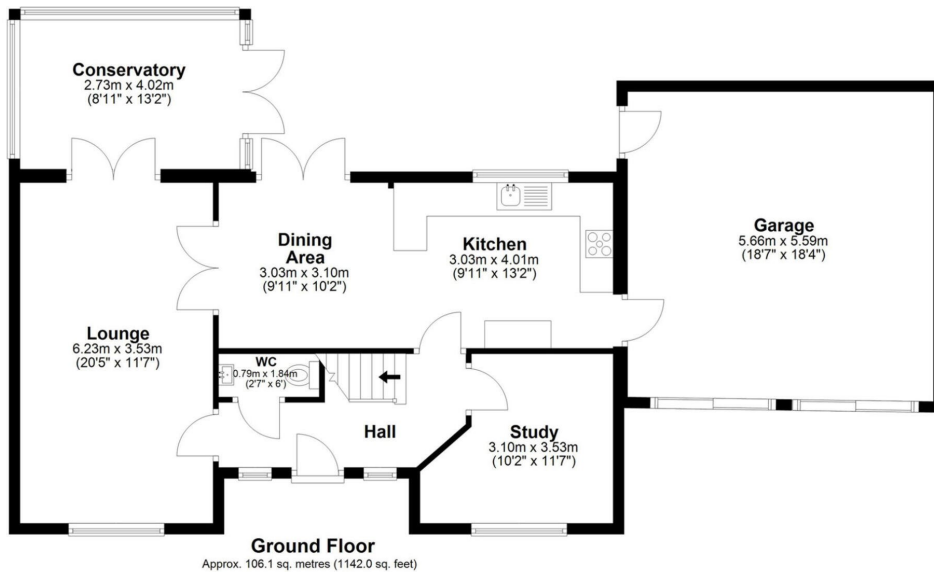 Conservatory
2.73m x 4.02m
(8'11" x 13'2")
Garage
5.66m x 5.59m
(18'7" x 18'4")
Dining
Area
3.03m x 3.10m
(9'11" x 10'2")
Kitchen
3.03m x 4.01m
(9'11" x 13'2")
Lounge
6.23m x 3.53m
(20'5" x 11'7")
WC
0.79m x 1.84m
(2'7" x 6')
Hall
Study
3.10m x 3.53m
(10'2" x 11'7")
Ground Floor
Approx. 106.1 sq. metres (1142.0 sq. feet)